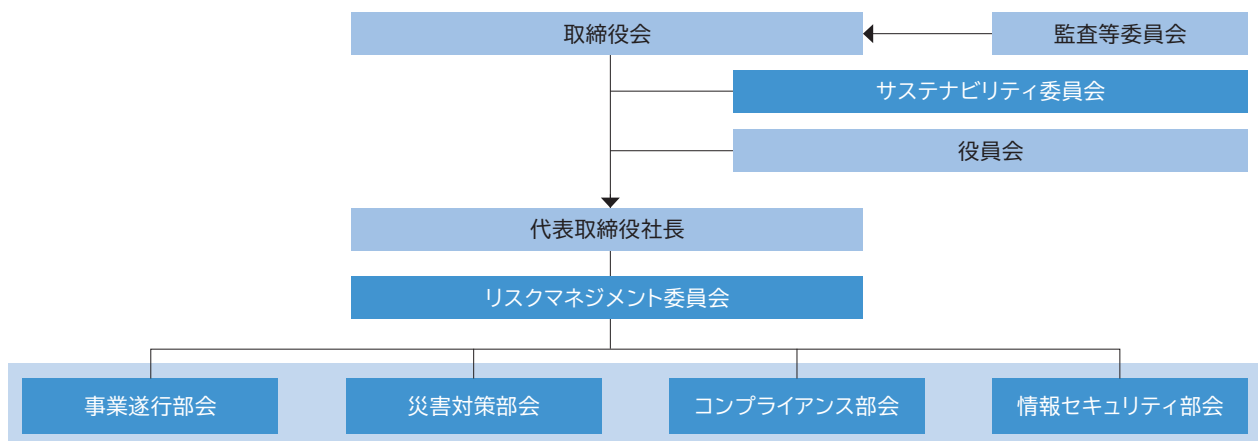 取締役会
監査等委員会
サステナビリティ委員会
役員会
代表取締役社長
リスクマネジメント委員会
事業遂行部会
災害対策部会
コンプライアンス部会
情報セキュリティ部会